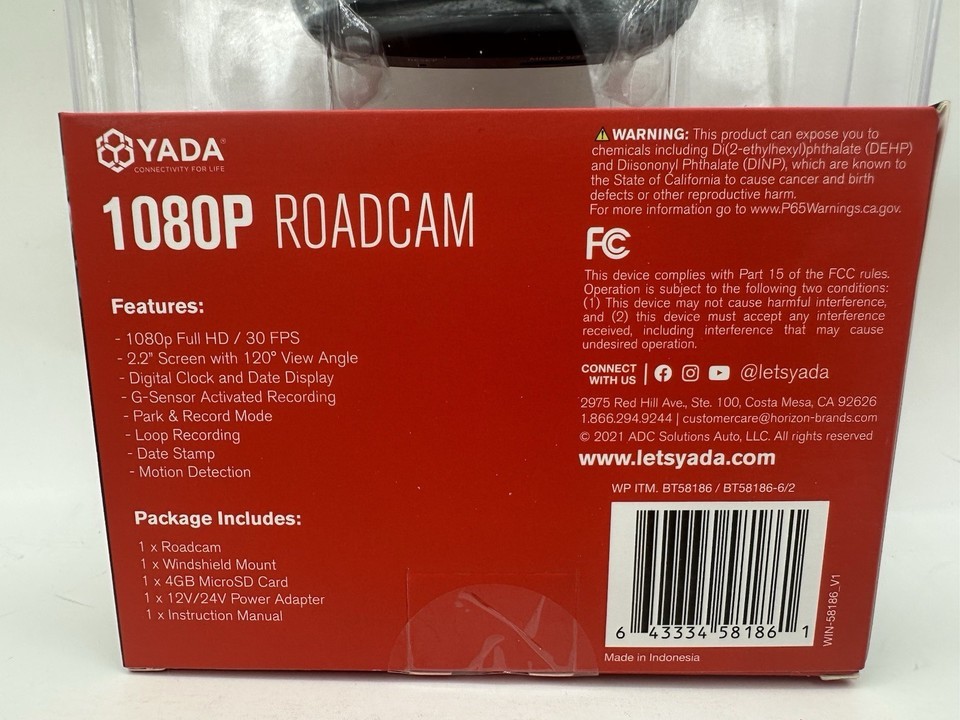 YADA®
CONNECTIVITY FOR LIFE
1080P ROADCAM
Features:
- 1080p Full HD / 30 FPS
- 2.2" Screen with 120° View Angle
- Digital Clock and Date Display
- G-Sensor Activated Recording
- Park & Record Mode
- Loop Recording
- Date Stamp
- Motion Detection
Package Includes:
1 x Roadcam
1 x Windshield Mount
1 x 4GB MicroSD Card
1 x 12V/24V Power Adapter
1 x Instruction Manual
⚠WARNING: This product can expose you to
chemicals including Di(2-ethylhexyl)phthalate (DEHP)
and Diisononyl Phthalate (DINP), which are known to
the State of California to cause cancer and birth
defects or other reproductive harm.
For more information go to www.P65Warnings.ca.gov.
FC
This device complies with Part 15 of the FCC rules.
Operation is subject to the following two conditions:
(1) This device may not cause harmful interference,
and (2) this device must accept any interference
received, including interference that may cause
undesired operation.
CONNECT
WITH US | @letsyada
2975 Red Hill Ave., Ste. 100, Costa Mesa, CA 92626
1.866.294.9244 | customercare@horizon-brands.com
© 2021 ADC Solutions Auto, LLC. All rights reserved
www.letsyada.com
WP ITM. BT58186 / BT58186-6/2
6 43334 58186 1
WIN-58186_V1
Made in Indonesia